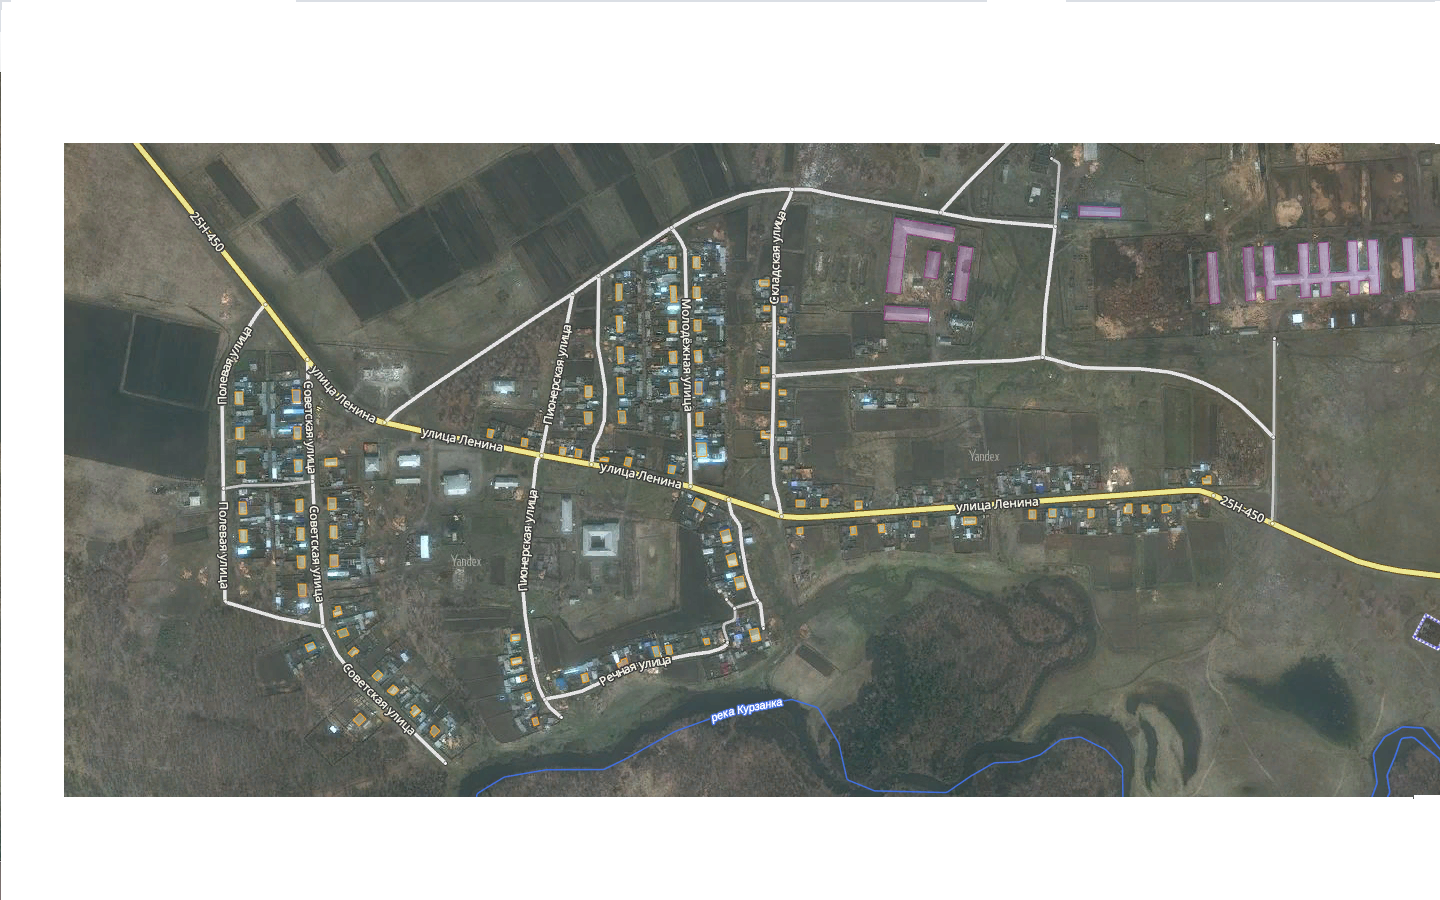 25Н-450
Складская улица
Молодёжная улица
Полевая улица
Пионерская улица
улица Ленина
Советская улица
улица Ленина
улица Ленина
Yandex
25Н-450
улица Ленина
Полевая улица
Советская улица
Пионерская улица
Yandex
Речная улица
Советская улица
река Курзанка